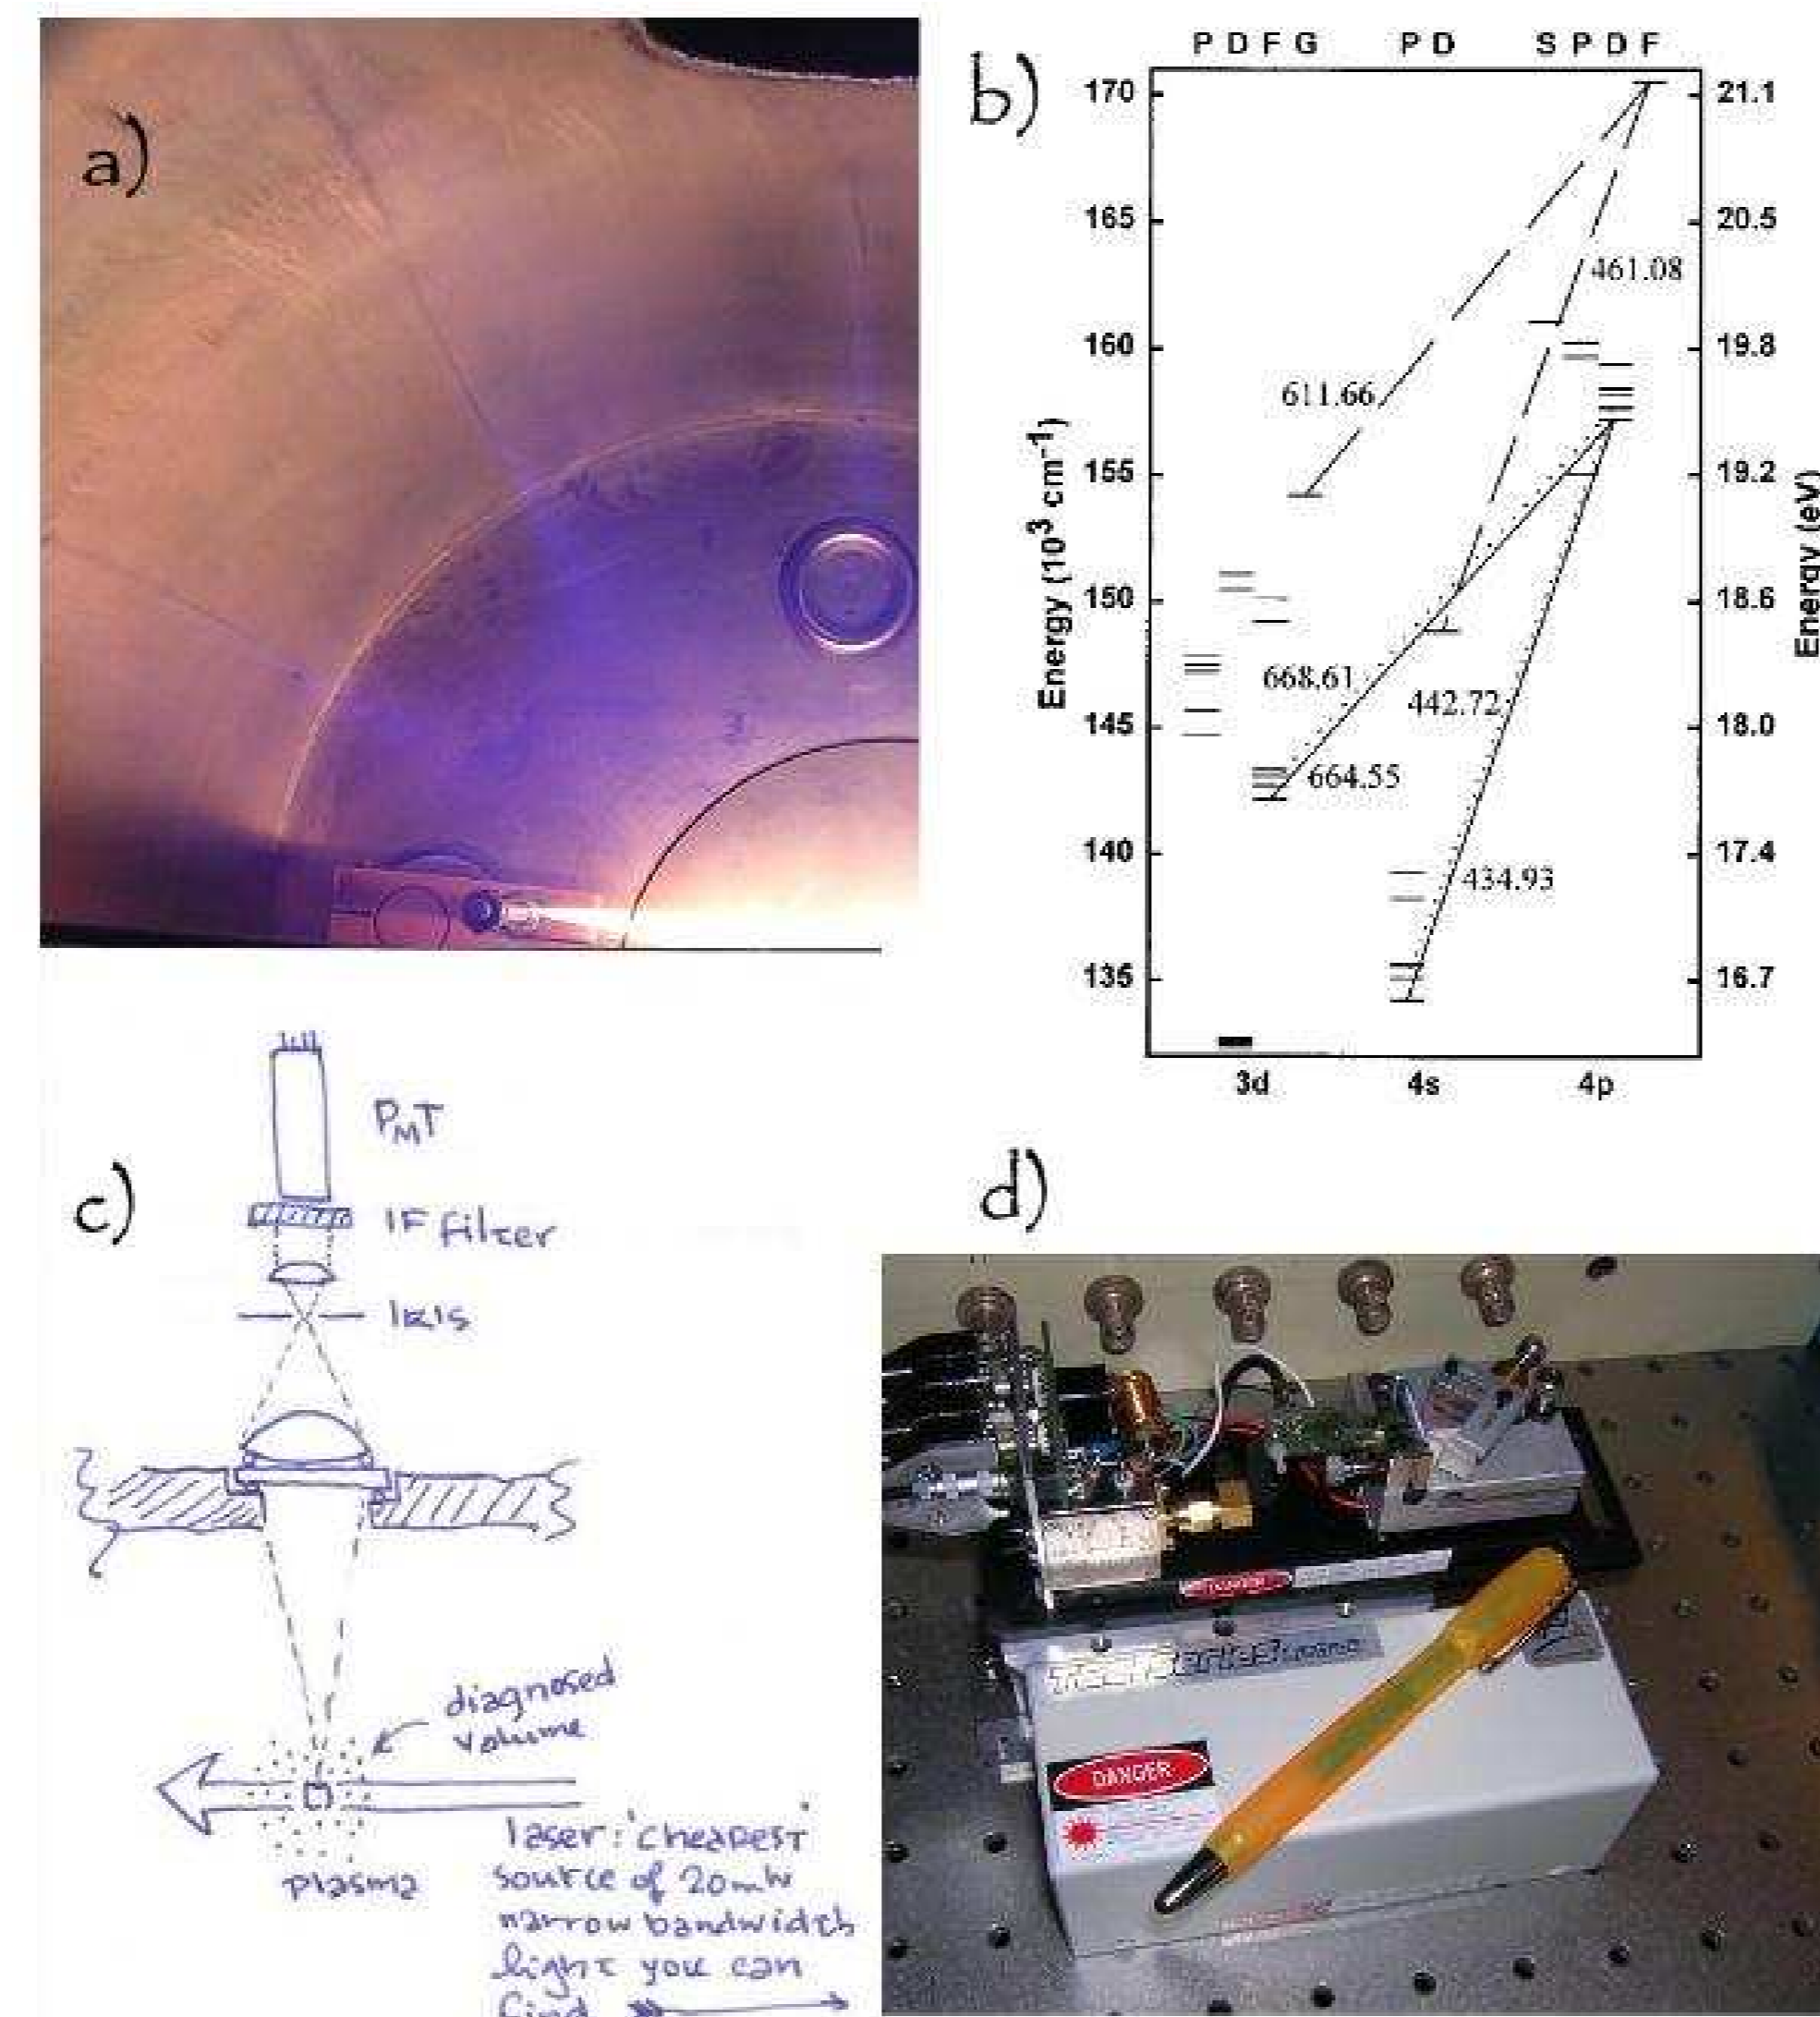 a)
b)
P D F G P D S P D F
170 21.1
165 20.5
461.08
160 19.8
611.66
155 19.2
150 18.6
668.61
442.72
145 18.0
664.55
140 17.4
434.93
135 16.7
3d 4s 4p
Energy (10³ cm⁻¹)
Energy (eV)
c)
PMT
IF filter
IRIS
diagnosed
volume
plasma
laser: 'cheapest'
source of 20mW
narrow bandwidth
light you can
find
d)
DANGER